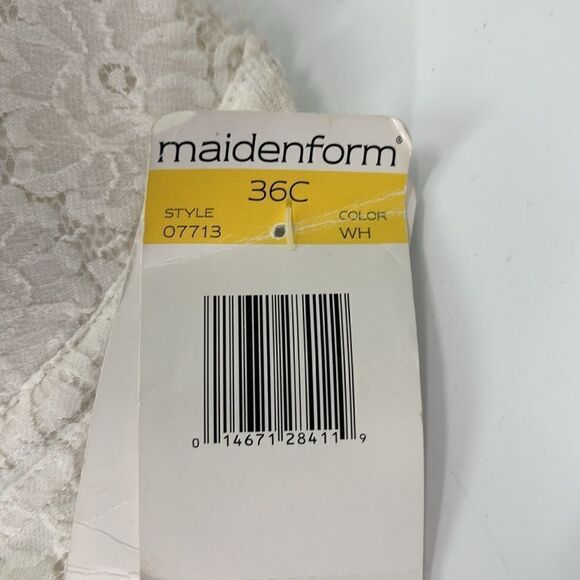 maidenform®
36C
STYLE COLOR
07713 WH
0 14671 28411 9